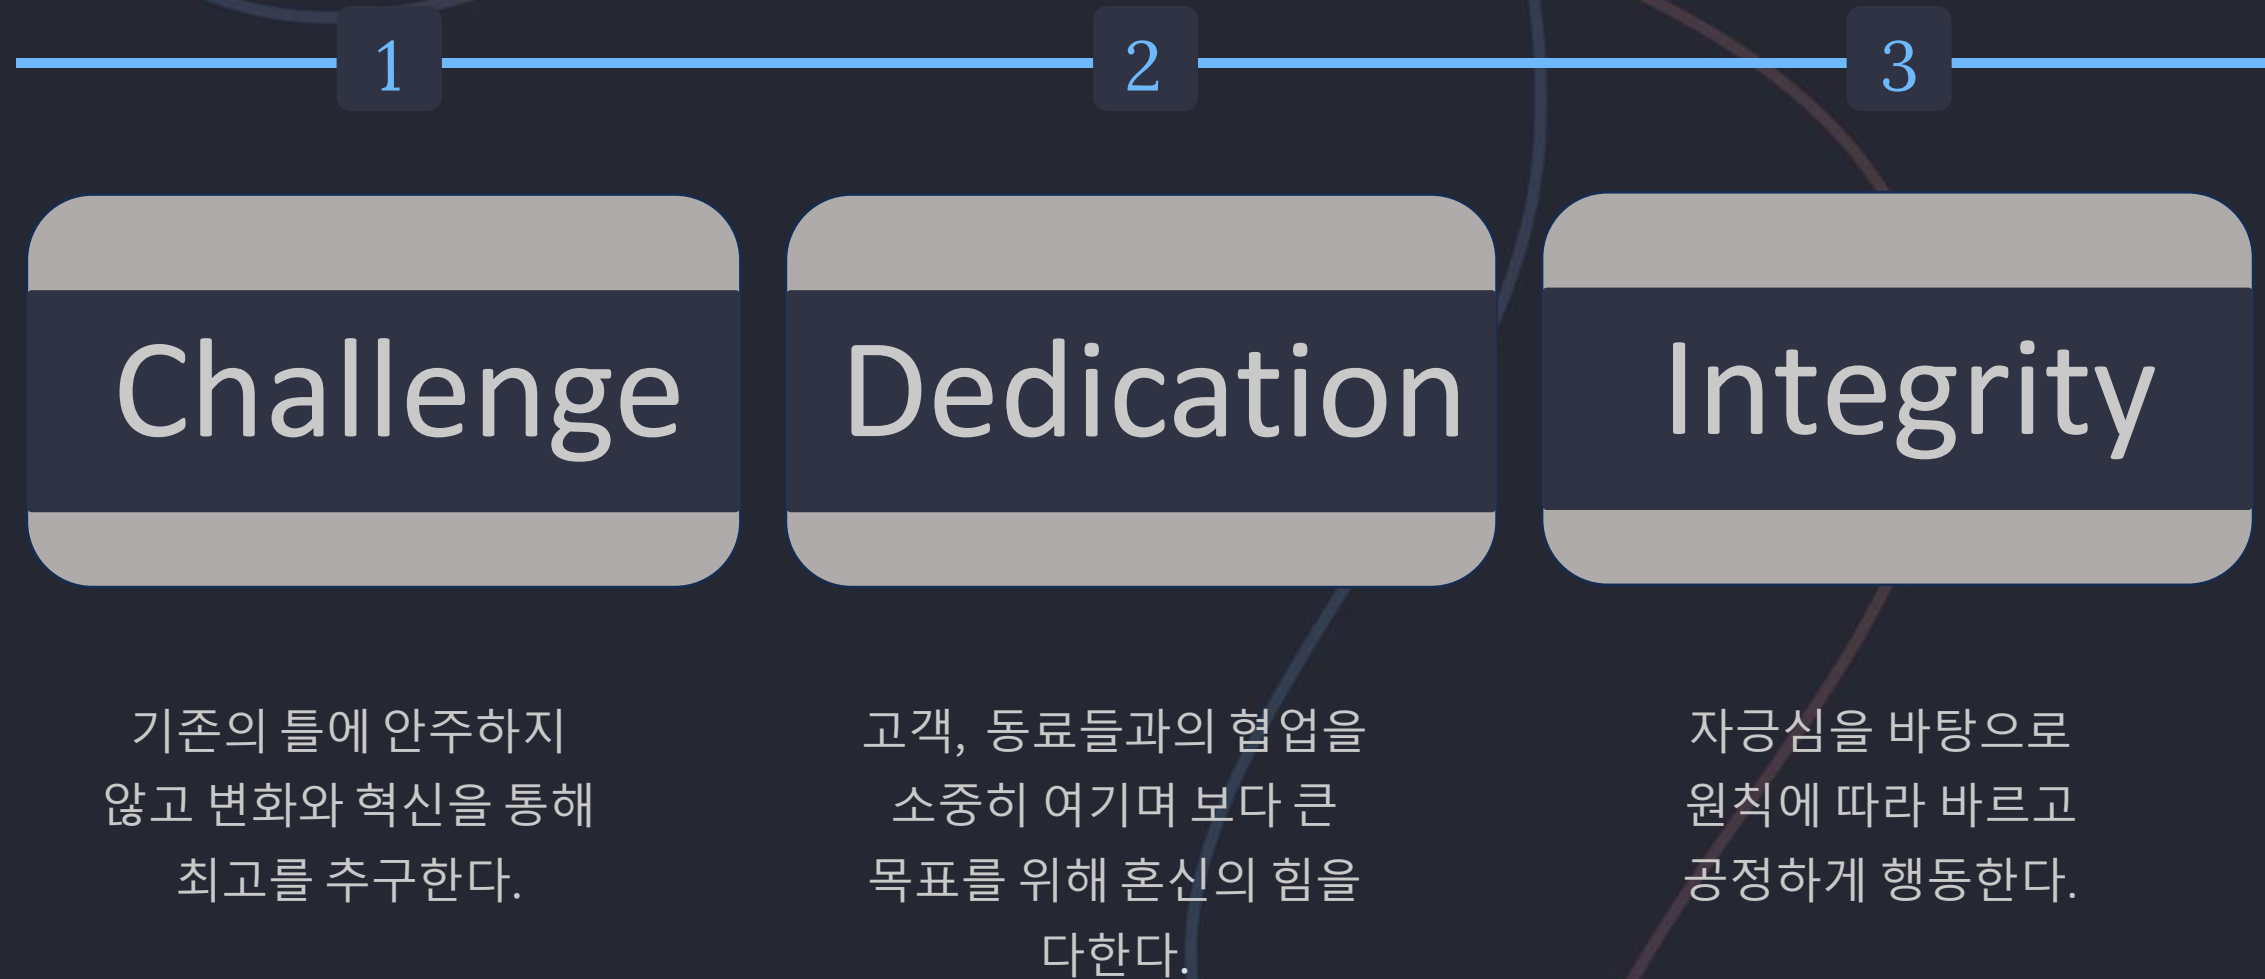 1
2
3
Challenge
Dedication
Integrity
기존의 틀에 안주하지
않고 변화와 혁신을 통해
최고를 추구한다.
고객, 동료들과의 협업을
소중히 여기며 보다 큰
목표를 위해 혼신의 힘을
다한다.
자긍심을 바탕으로
원칙에 따라 바르고
공정하게 행동한다.